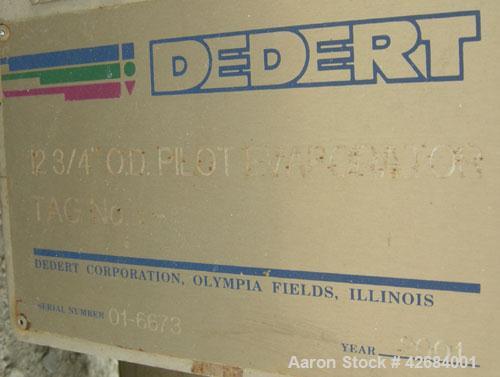 DEDERT
12 3/4" O.D. PILOT EVAPORATOR
TAG No.
DEDERT CORPORATION, OLYMPIA FIELDS, ILLINOIS
SERIAL NUMBER 01-6673
YEAR 2001
Aaron Stock # 42684001